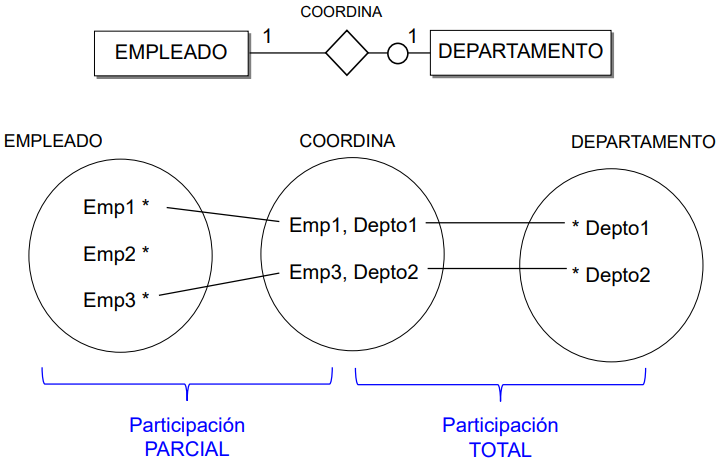 COORDINA
EMPLEADO 1 1 DEPARTAMENTO
EMPLEADO COORDINA DEPARTAMENTO
Emp1 * Emp1, Depto1 * Depto1
Emp2 *
Emp3 * Emp3, Depto2 * Depto2
Participación Participación
PARCIAL TOTAL